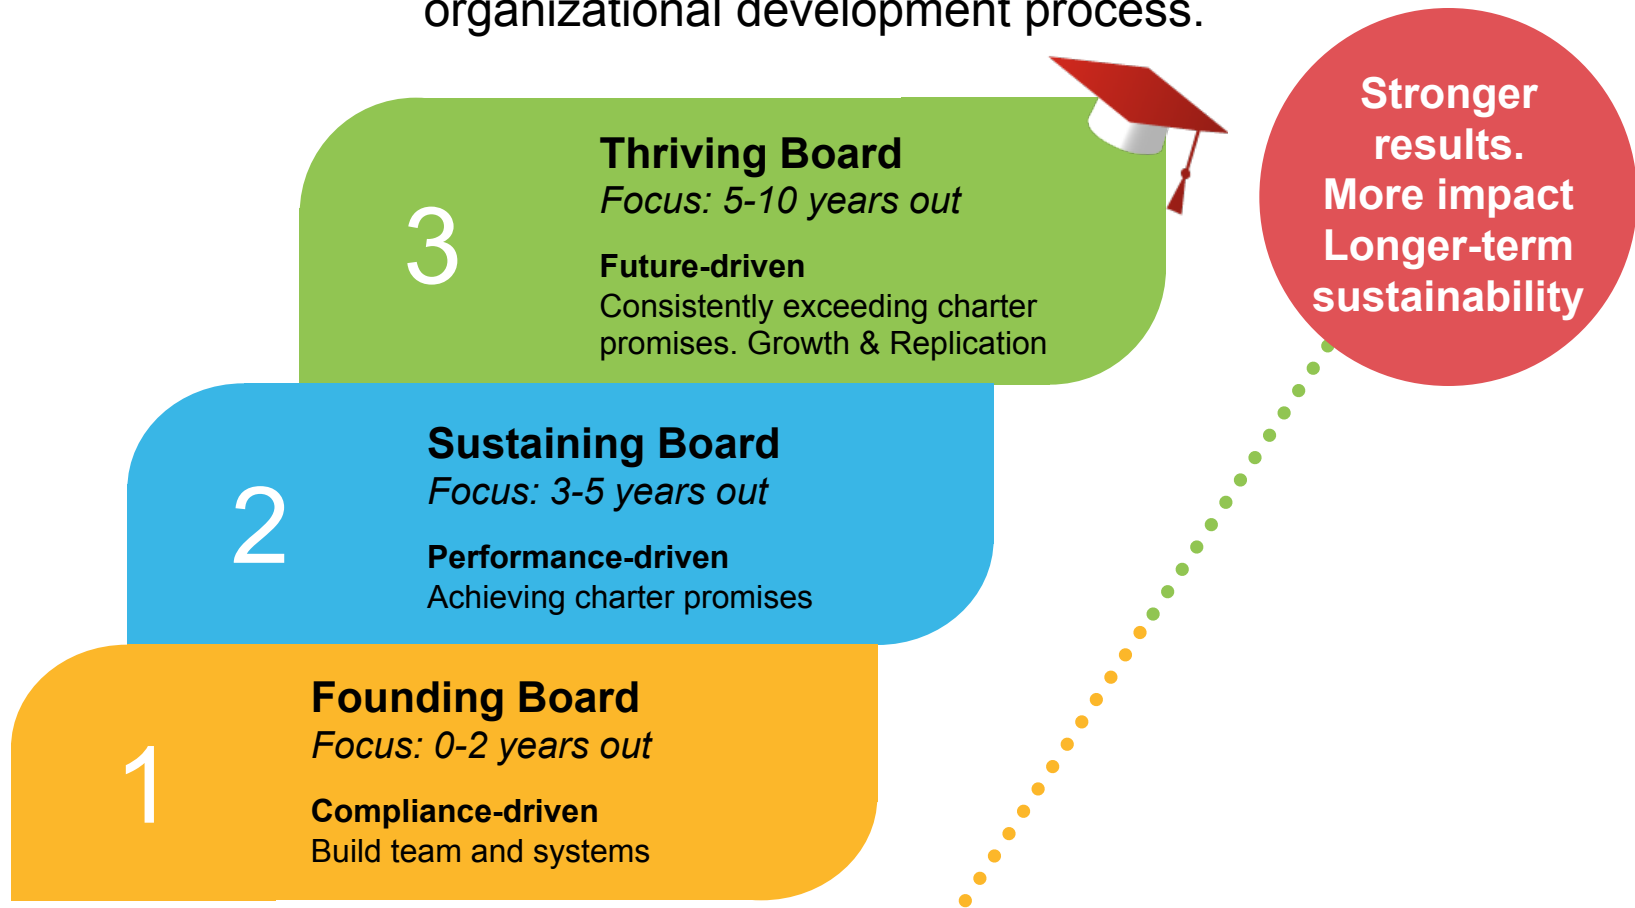 organizational development process.
3
Thriving Board
Focus: 5-10 years out
Future-driven
Consistently exceeding charter
promises. Growth & Replication
Stronger
results.
More impact
Longer-term
sustainability
2
Sustaining Board
Focus: 3-5 years out
Performance-driven
Achieving charter promises
1
Founding Board
Focus: 0-2 years out
Compliance-driven
Build team and systems